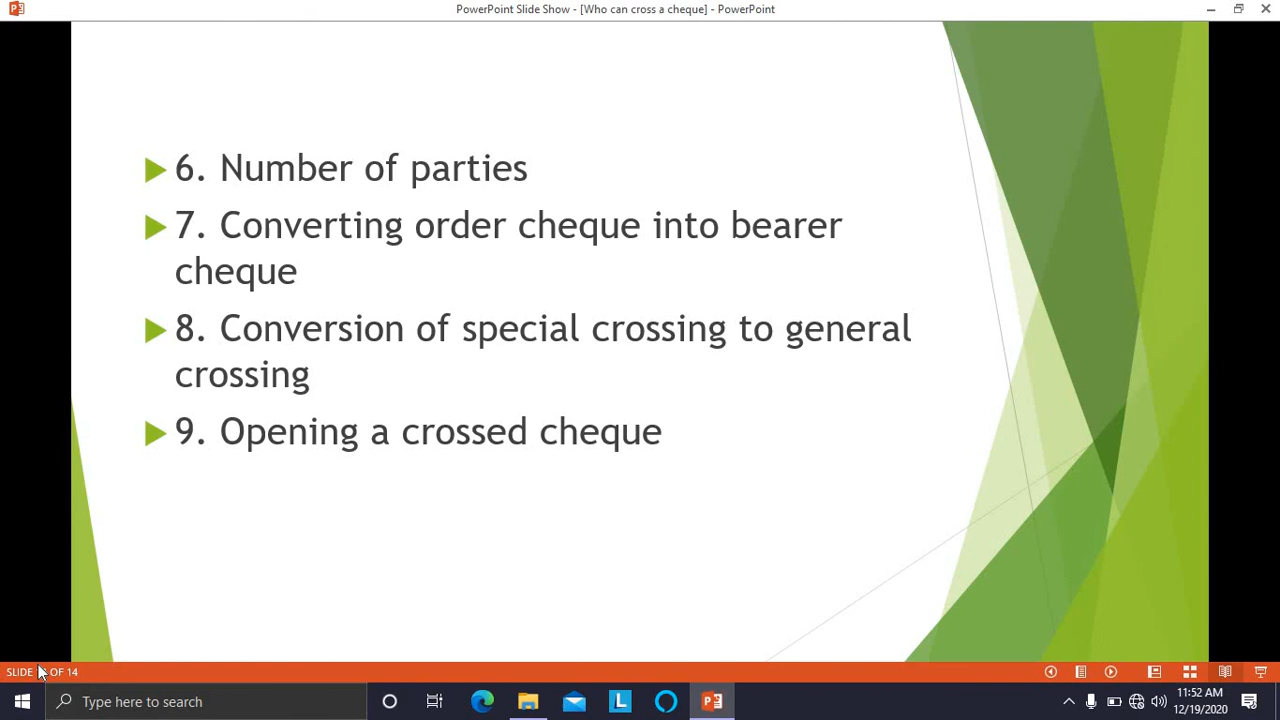 PowerPoint Slide Show - [Who can cross a cheque] - PowerPoint
6. Number of parties
7. Converting order cheque into bearer
cheque
8. Conversion of special crossing to general
crossing
9. Opening a crossed cheque
SLIDE OF 14
Type here to search
11:52 AM
12/19/2020